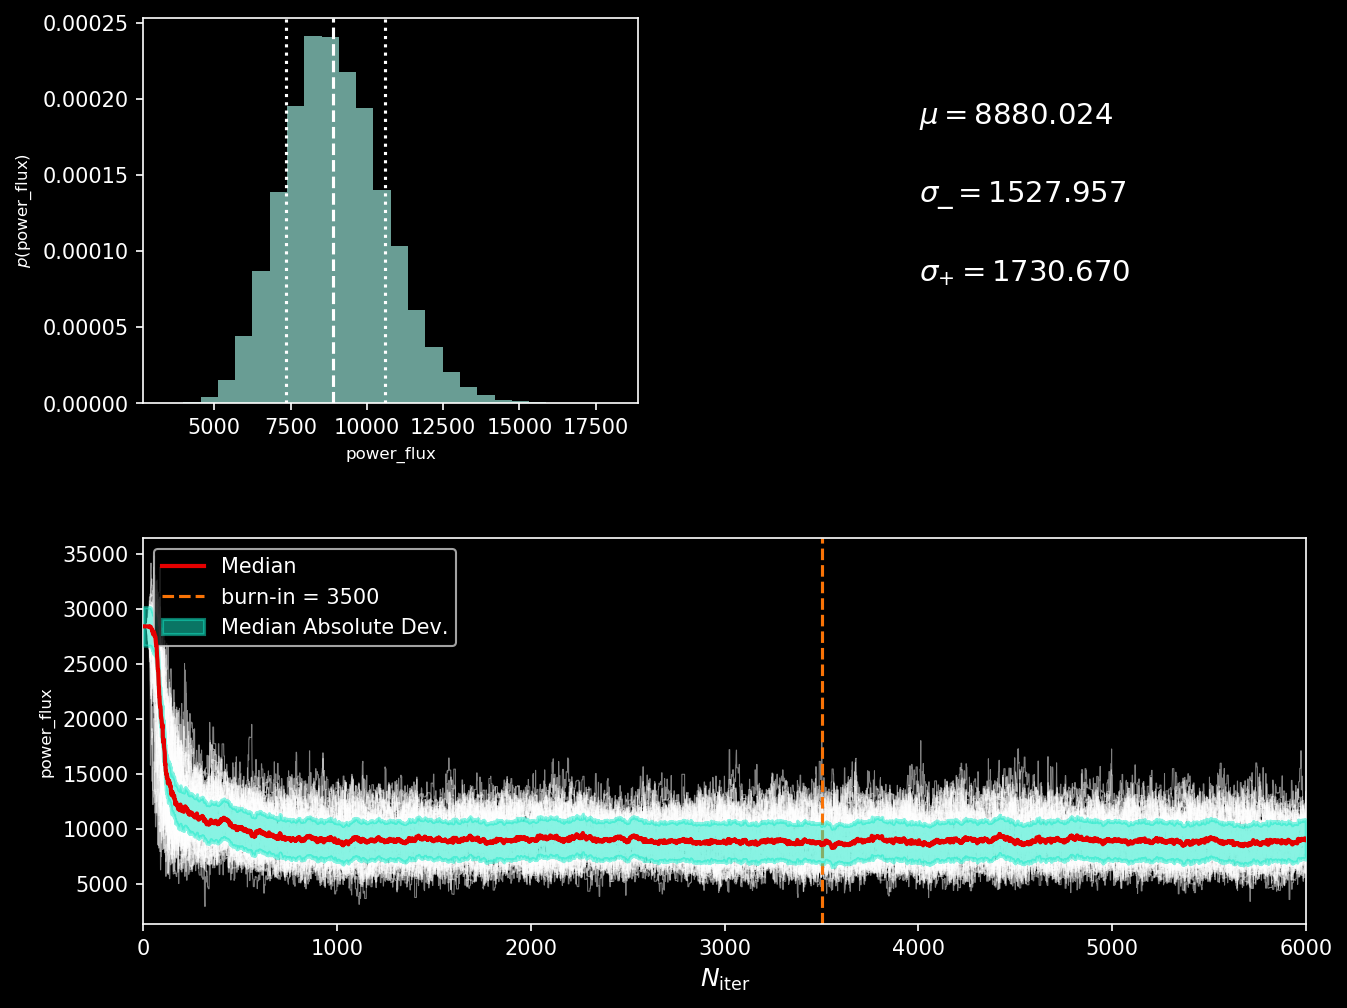 0.00025
0.00020
0.00015
0.00010
0.00005
0.00000
p(power_flux)
5000 7500 10000 12500 15000 17500
power_flux
μ = 8880.024
σ_ = 1527.957
σ+ = 1730.670
35000
30000
25000
20000
15000
10000
5000
power_flux
Median
burn-in = 3500
Median Absolute Dev.
0 1000 2000 3000 4000 5000 6000
Niter